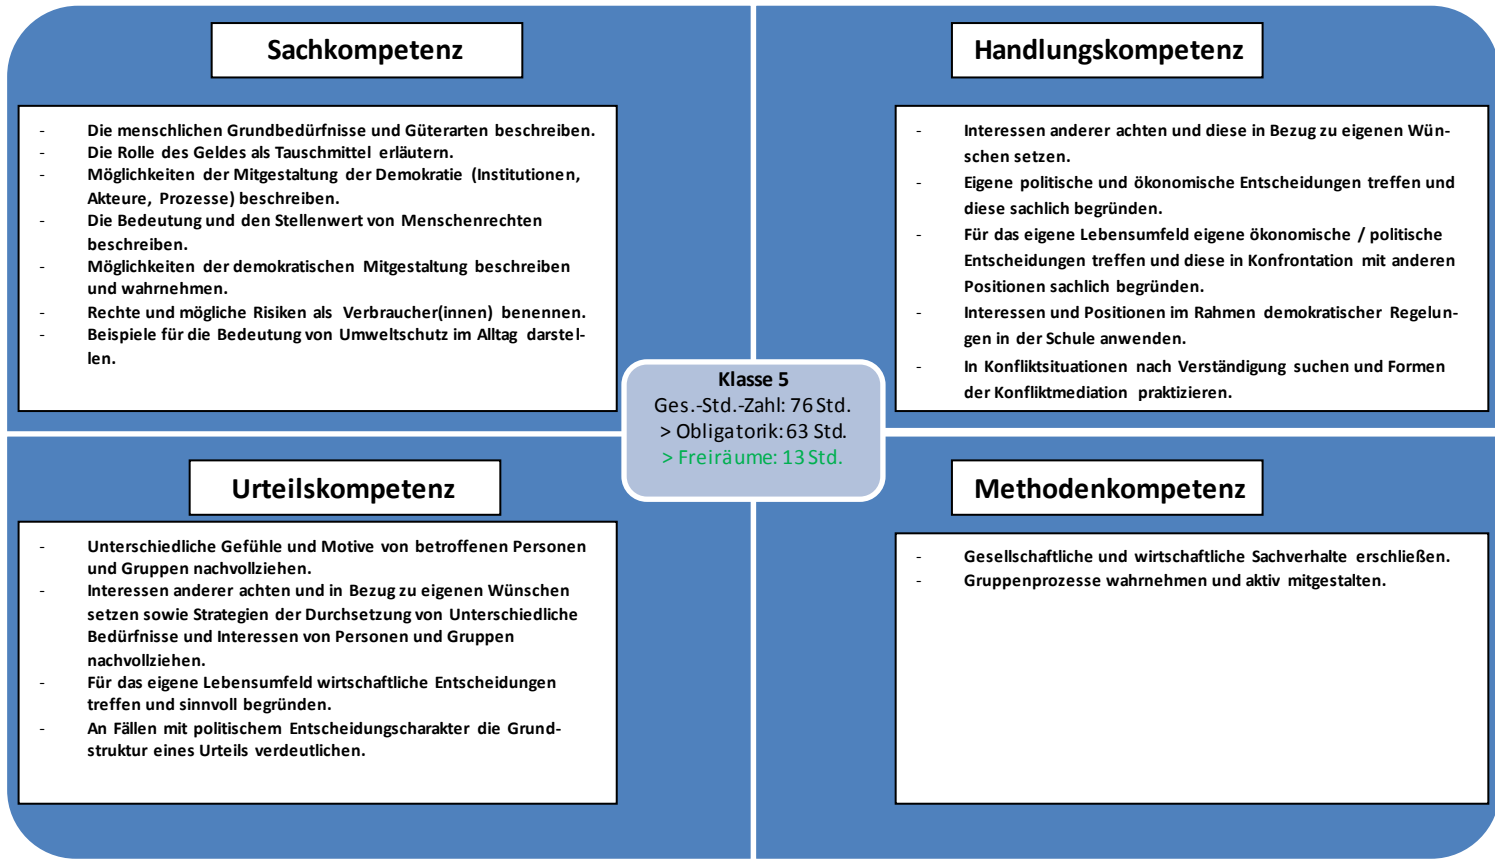 Sachkompetenz
- Die menschlichen Grundbedürfnisse und Güterarten beschreiben.
- Die Rolle des Geldes als Tauschmittel erläutern.
- Möglichkeiten der Mitgestaltung der Demokratie (Institutionen,
Akteure, Prozesse) beschreiben.
- Die Bedeutung und den Stellenwert von Menschenrechten
beschreiben.
- Möglichkeiten der demokratischen Mitgestaltung beschreiben
und wahrnehmen.
- Rechte und mögliche Risiken als Verbraucher(innen) benennen.
- Beispiele für die Bedeutung von Umweltschutz im Alltag darstel-
len.
Handlungskompetenz
- Interessen anderer achten und diese in Bezug zu eigenen Wün-
schen setzen.
- Eigene politische und ökonomische Entscheidungen treffen und
diese sachlich begründen.
- Für das eigene Lebensumfeld eigene ökonomische / politische
Entscheidungen treffen und diese in Konfrontation mit anderen
Positionen sachlich begründen.
- Interessen und Positionen im Rahmen demokratischer Regelun-
gen in der Schule anwenden.
- In Konfliktsituationen nach Verständigung suchen und Formen
der Konfliktmediation praktizieren.
Klasse 5
Ges.-Std.-Zahl: 76 Std.
> Obligatorik: 63 Std.
> Freiräume: 13 Std.
Urteilskompetenz
- Unterschiedliche Gefühle und Motive von betroffenen Personen
und Gruppen nachvollziehen.
- Interessen anderer achten und in Bezug zu eigenen Wünschen
setzen sowie Strategien der Durchsetzung von Unterschiedliche
Bedürfnisse und Interessen von Personen und Gruppen
nachvollziehen.
- Für das eigene Lebensumfeld wirtschaftliche Entscheidungen
treffen und sinnvoll begründen.
- An Fällen mit politischem Entscheidungscharakter die Grund-
struktur eines Urteils verdeutlichen.
Methodenkompetenz
- Gesellschaftliche und wirtschaftliche Sachverhalte erschließen.
- Gruppenprozesse wahrnehmen und aktiv mitgestalten.